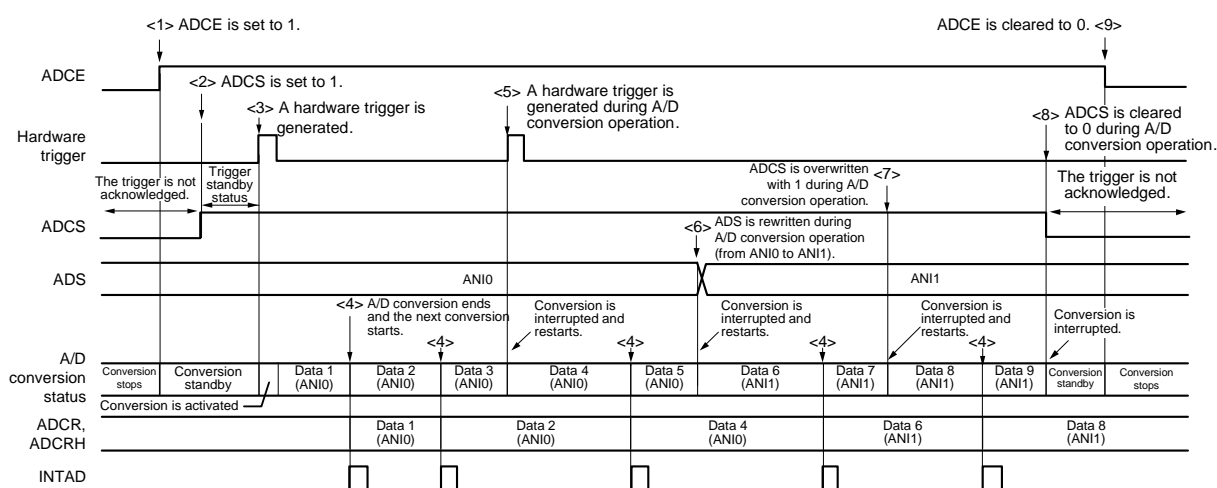 <1> ADCE is set to 1.
ADCE is cleared to 0. <9>
ADCE
<2> ADCS is set to 1.
<3> A hardware trigger is
generated.
<5> A hardware trigger is
generated during A/D
conversion operation.
<8> ADCS is cleared
to 0 during A/D
conversion operation.
Hardware
trigger
The trigger is not
acknowledged.
Trigger
standby
status
ADCS is overwritten
with 1 during A/D
conversion operation.
<7>
The trigger is not
acknowledged.
ADCS
<6> ADS is rewritten during
A/D conversion operation
(from ANI0 to ANI1).
ADS
ANI0
ANI1
<4> A/D conversion ends
and the next conversion
starts.
<4>
Conversion is
interrupted and
restarts.
<4>
Conversion is
interrupted and
restarts.
<4>
Conversion is
interrupted and
restarts.
<4>
Conversion is
interrupted.
A/D
conversion
status
Conversion
stops
Conversion
standby
Data 1
(ANI0)
Data 2
(ANI0)
Data 3
(ANI0)
Data 4
(ANI0)
Data 5
(ANI0)
Data 6
(ANI1)
Data 7
(ANI1)
Data 8
(ANI1)
Data 9
(ANI1)
Conversion
standby
Conversion
stops
Conversion is activated
ADCR,
ADCRH
Data 1
(ANI0)
Data 2
(ANI0)
Data 4
(ANI0)
Data 6
(ANI1)
Data 8
(ANI1)
INTAD